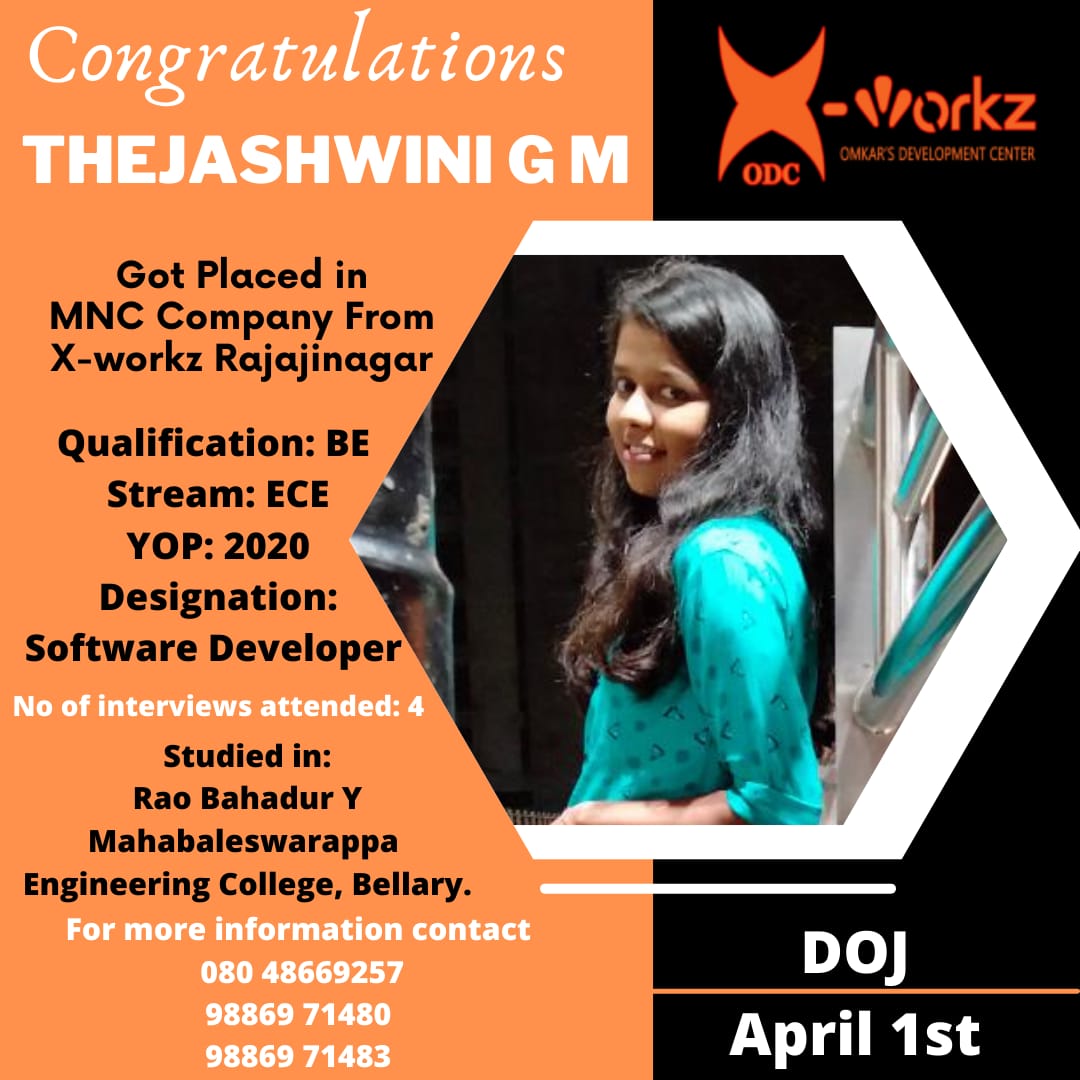 Congratulations
THEJASHWINI G M
X-workz
ODC
OMKAR'S DEVELOPMENT CENTER
Got Placed in
MNC Company From
X-workz Rajajinagar
Qualification: BE
Stream: ECE
YOP: 2020
Designation:
Software Developer
No of interviews attended: 4
Studied in:
Rao Bahadur Y
Mahabaleswarappa
Engineering College, Bellary.
For more information contact
080 48669257
98869 71480
98869 71483
DOJ
April 1st